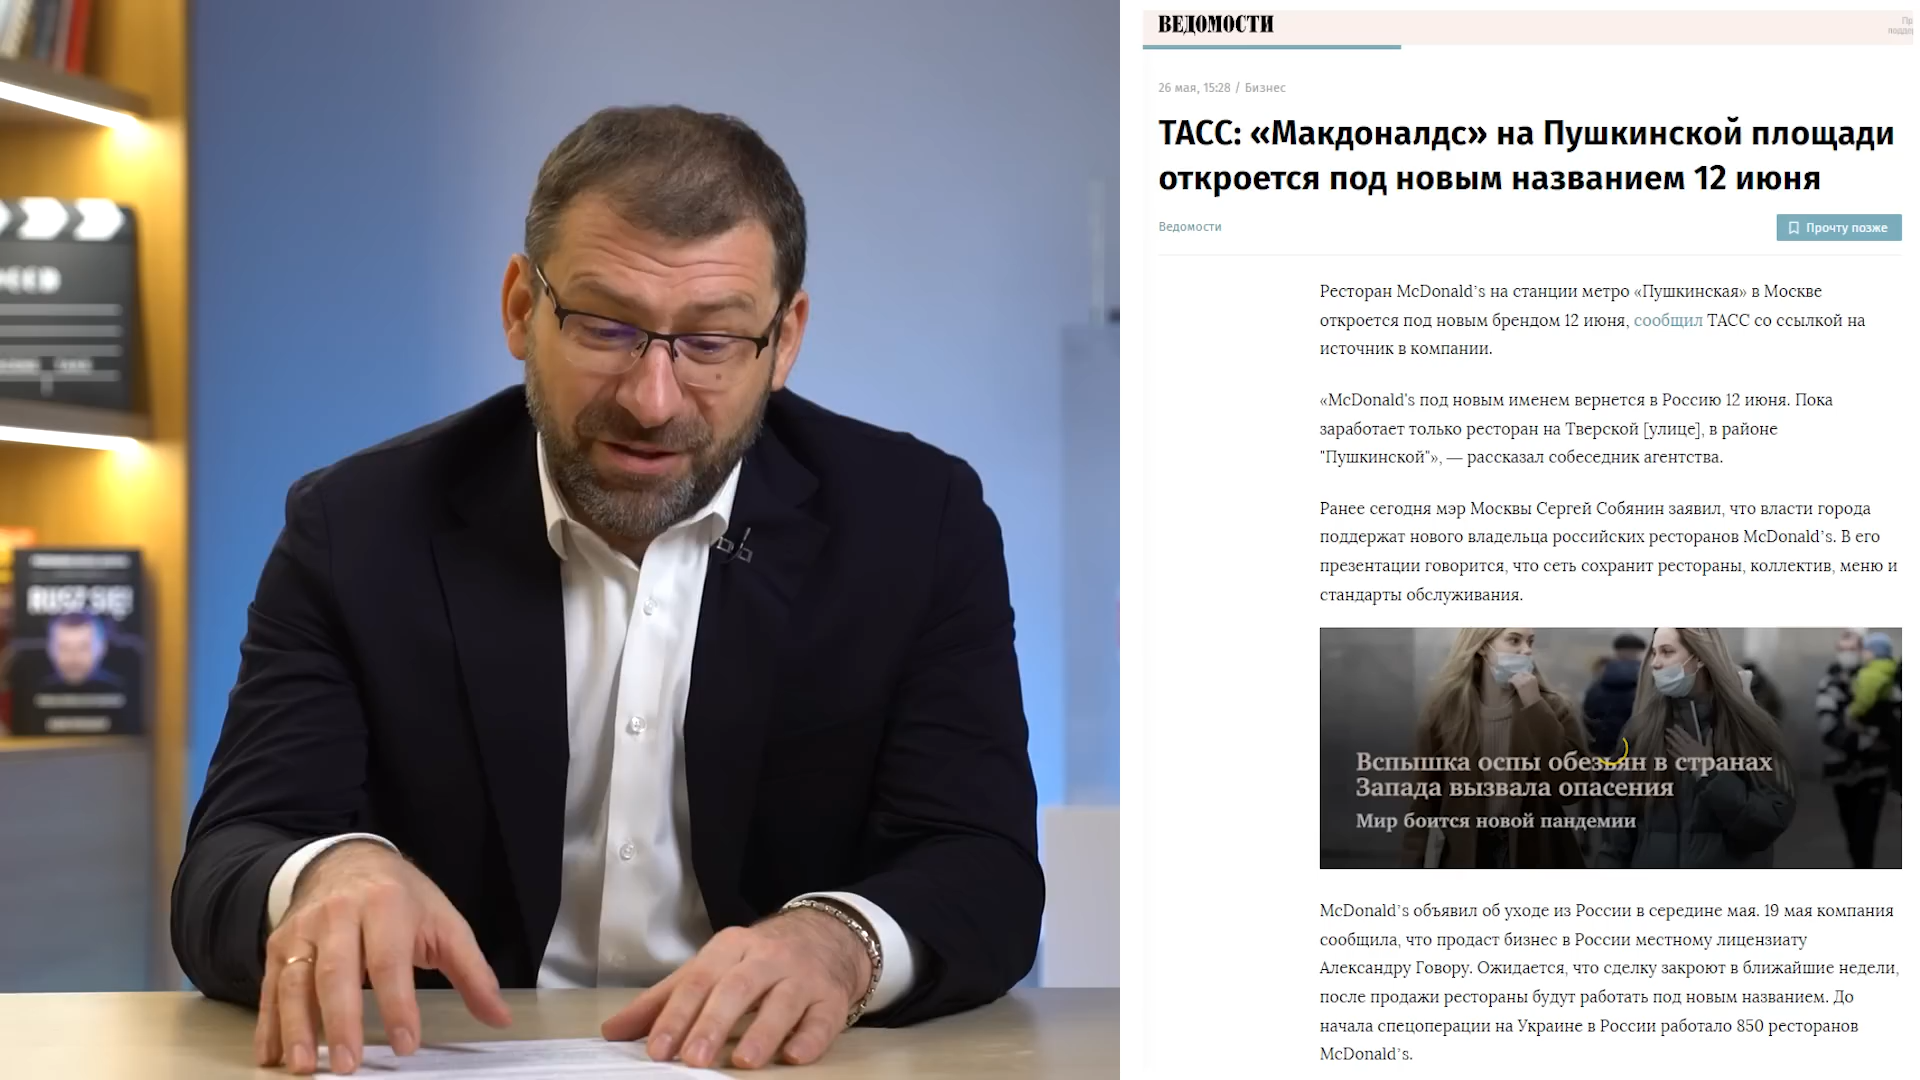 ВЕДОМОСТИ
26 мая, 15:28 / Бизнес
ТАСС: «Макдоналдс» на Пушкинской площади
откроется под новым названием 12 июня
Ведомости
Прочту позже
Ресторан McDonald’s на станции метро «Пушкинская» в Москве
откроется под новым брендом 12 июня, сообщил ТАСС со ссылкой на
источник в компании.
«McDonald's под новым именем вернется в Россию 12 июня. Пока
заработает только ресторан на Тверской [улице], в районе
"Пушкинской"», — рассказал собеседник агентства.
Ранее сегодня мэр Москвы Сергей Собянин заявил, что власти города
поддержат нового владельца российских ресторанов McDonald’s. В его
презентации говорится, что сеть сохранит рестораны, коллектив, меню и
стандарты обслуживания.
Вспышка оспы обезьян в странах
Запада вызвала опасения
Мир боится новой пандемии
McDonald’s объявил об уходе из России в середине мая. 19 мая компания
сообщила, что продаст бизнес в России местному лицензиату
Александру Говору. Ожидается, что сделку закроют в ближайшие недели,
после продажи рестораны будут работать под новым названием. До
начала спецоперации на Украине в России работало 850 ресторанов
McDonald’s.
RUSZ SIĘ!